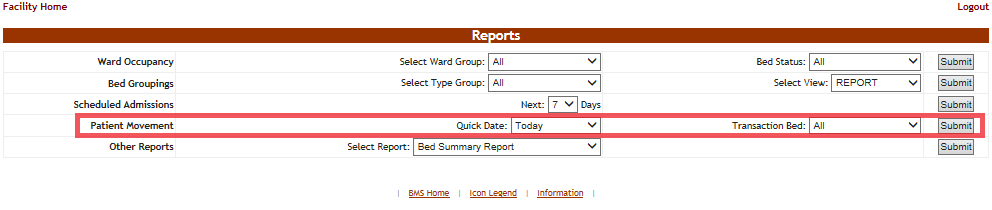 Facility Home Logout
Reports
Ward Occupancy Select Ward Group: All Bed Status: All Submit
Bed Groupings Select Type Group: All Select View: REPORT Submit
Scheduled Admissions Next: 7 Days Submit
Patient Movement Quick Date: Today Transaction Bed: All Submit
Other Reports Select Report: Bed Summary Report Submit
| BMS Home | Icon Legend | Information |